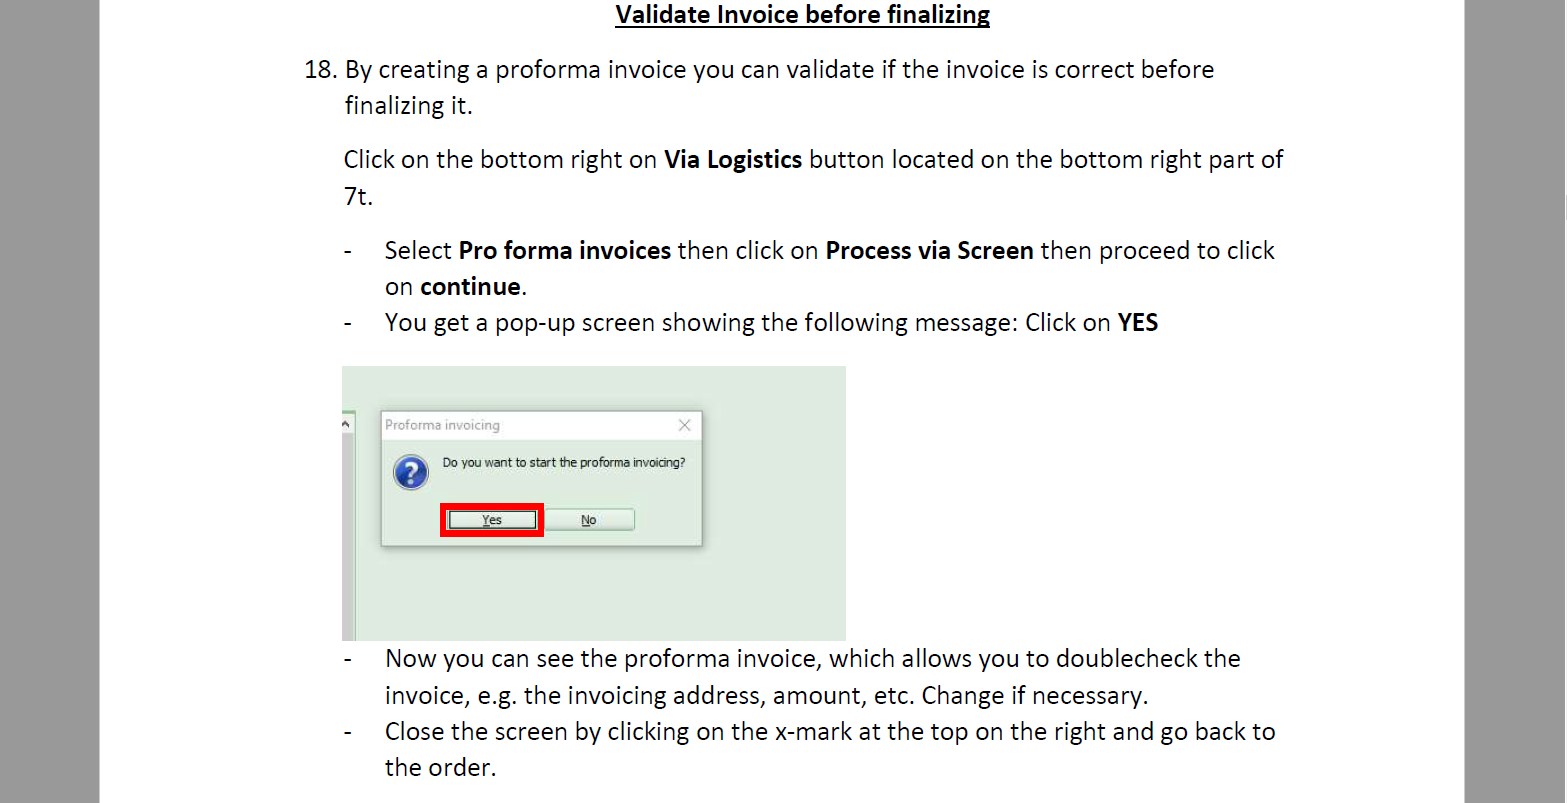 Validate Invoice before finalizing
18. By creating a proforma invoice you can validate if the invoice is correct before
finalizing it.
Click on the bottom right on Via Logistics button located on the bottom right part of
7t.
- Select Pro forma invoices then click on Process via Screen then proceed to click
on continue.
- You get a pop-up screen showing the following message: Click on YES
Proforma invoicing
Do you want to start the proforma invoicing?
Yes No
- Now you can see the proforma invoice, which allows you to doublecheck the
invoice, e.g. the invoicing address, amount, etc. Change if necessary.
- Close the screen by clicking on the x-mark at the top on the right and go back to
the order.